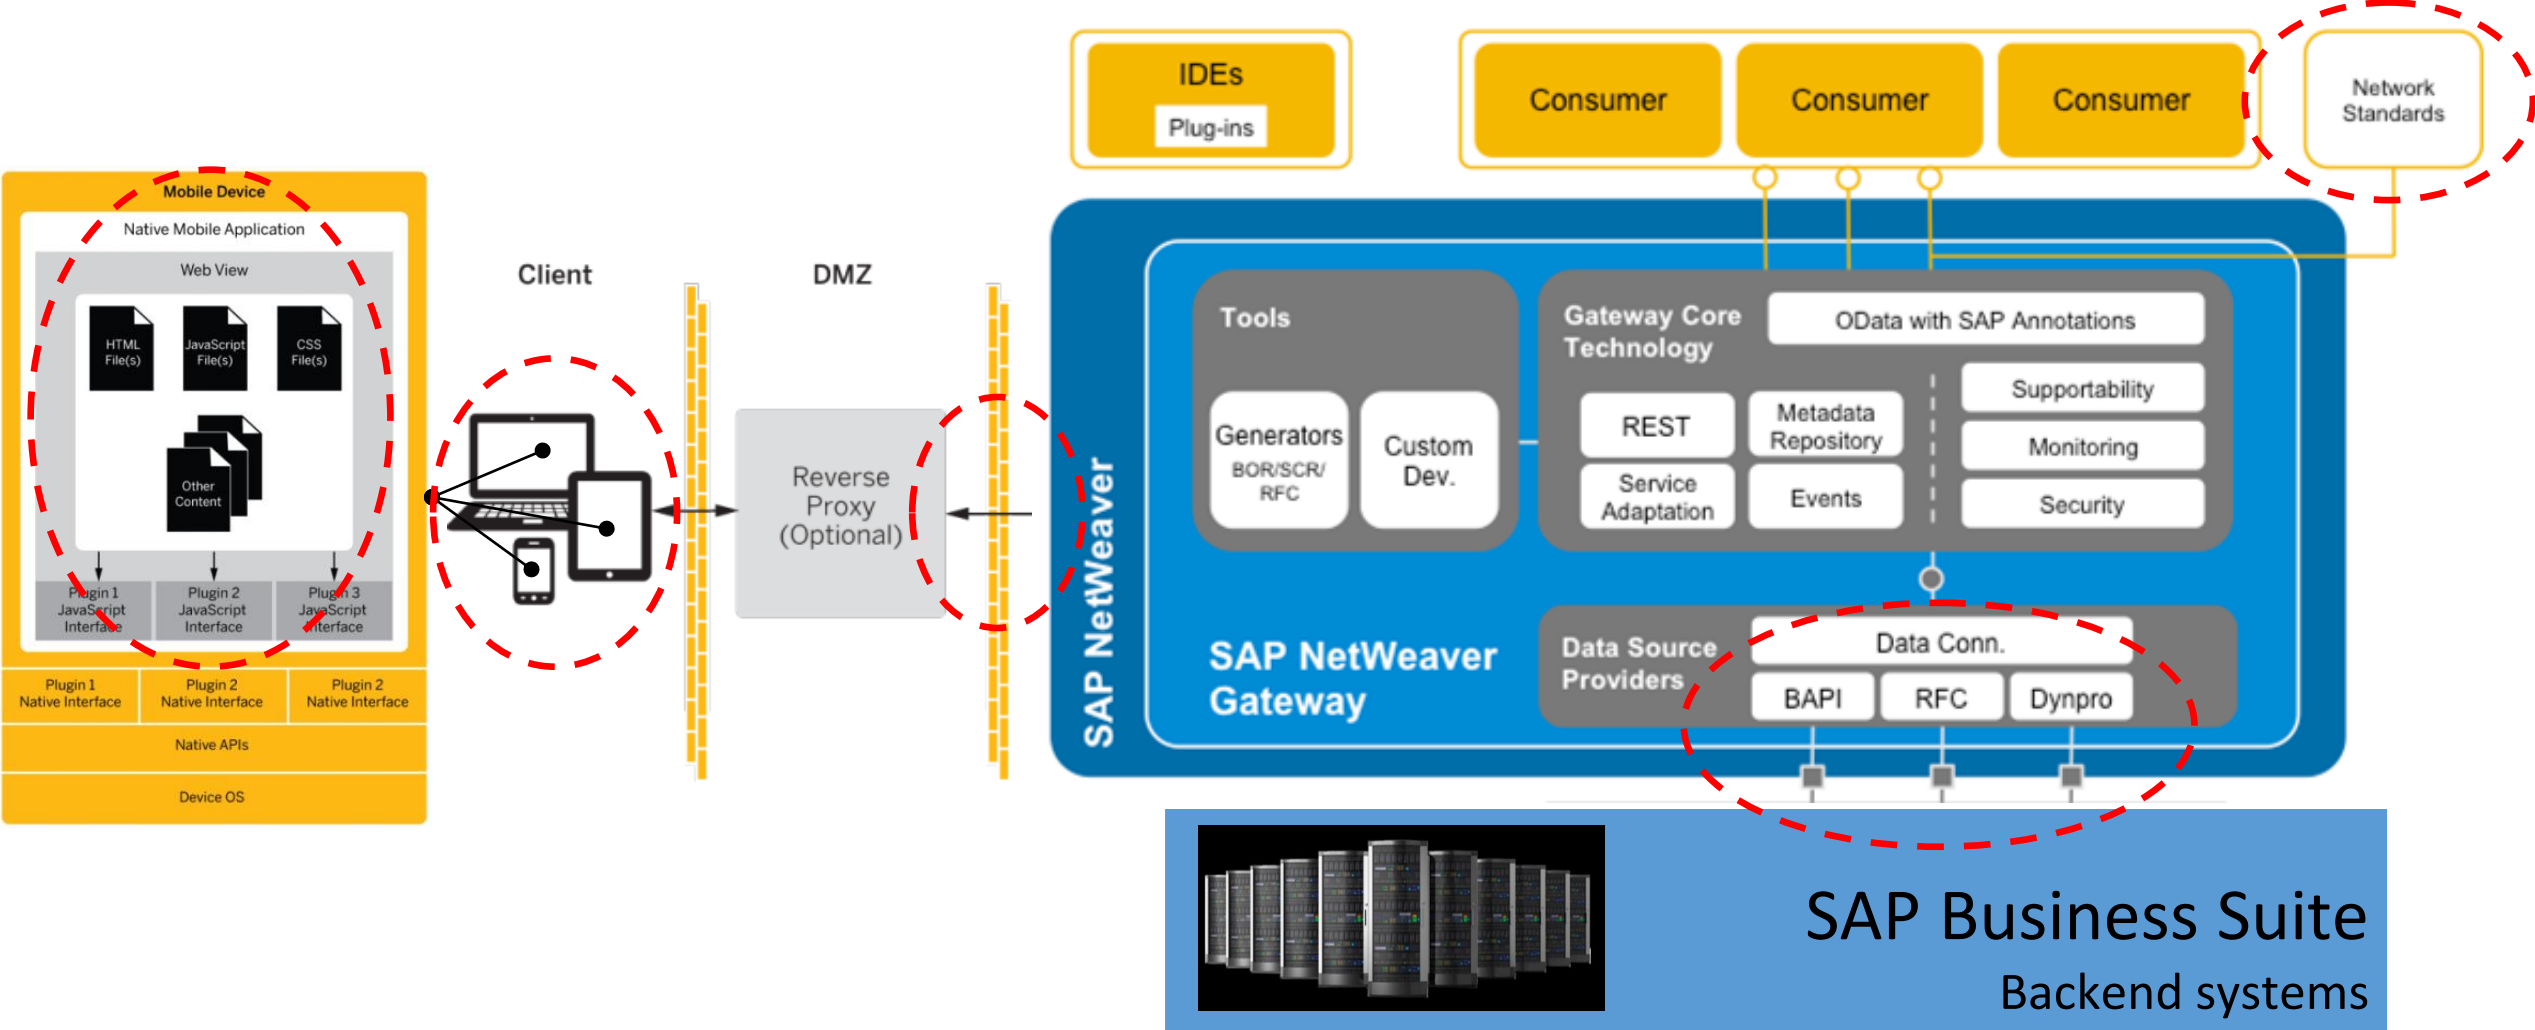 Mobile Device
Native Mobile Application
Web View
HTML
File(s)
JavaScript
File(s)
CSS
File(s)
Other
Content
Plugin 1
JavaScript
Interface
Plugin 2
JavaScript
Interface
Plugin 3
JavaScript
Interface
Plugin 1
Native Interface
Plugin 2
Native Interface
Plugin 2
Native Interface
Native APIs
Device OS
Client
DMZ
Reverse
Proxy
(Optional)
IDEs
Plug-ins
Consumer
Consumer
Consumer
Network
Standards
SAP NetWeaver
Tools
Generators
BOR/SCR/
RFC
Custom
Dev.
Gateway Core
Technology
OData with SAP Annotations
REST
Metadata
Repository
Service
Adaptation
Events
Supportability
Monitoring
Security
SAP NetWeaver
Gateway
Data Source
Providers
Data Conn.
BAPI
RFC
Dynpro
SAP Business Suite
Backend systems